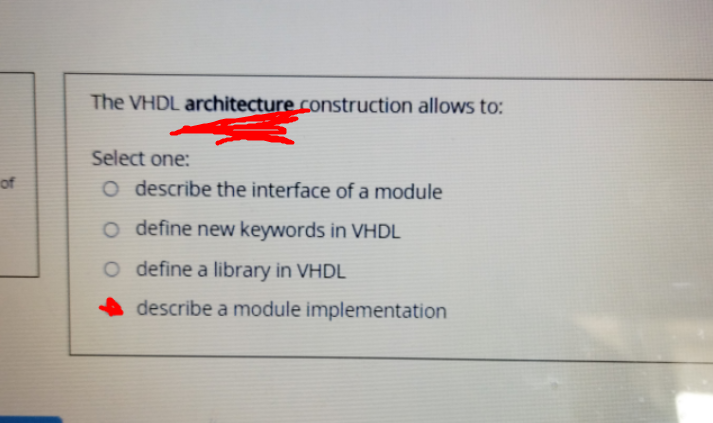 The VHDL architecture construction allows to:
Select one:
of
describe the interface of a module
define new keywords in VHDL
define a library in VHDL
describe a module implementation